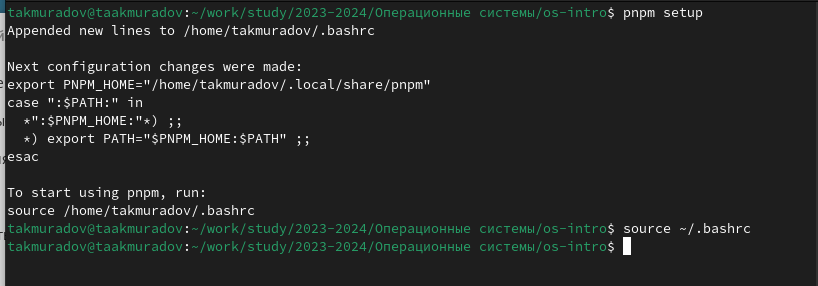 takmuradov@taakmuradov:~/work/study/2023-2024/Операционные системы/os-intro$ pnpm setup
Appended new lines to /home/takmuradov/.bashrc

Next configuration changes were made:
export PNPM_HOME="/home/takmuradov/.local/share/pnpm"
case ":$PATH:" in
  *":$PNPM_HOME:"*) ;;
  *) export PATH="$PNPM_HOME:$PATH" ;;
esac

To start using pnpm, run:
source /home/takmuradov/.bashrc
takmuradov@taakmuradov:~/work/study/2023-2024/Операционные системы/os-intro$ source ~/.bashrc
takmuradov@taakmuradov:~/work/study/2023-2024/Операционные системы/os-intro$